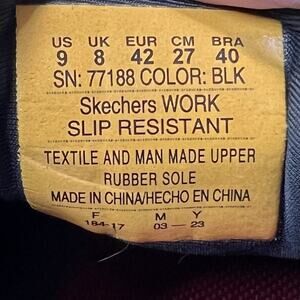 US UK EUR CM BRA
9 8 42 27 40
SN: 77188 COLOR: BLK
Skechers WORK
SLIP RESISTANT
TEXTILE AND MAN MADE UPPER
RUBBER SOLE
MADE IN CHINA/HECHO EN CHINA
F M Y
184-17 03 — 23